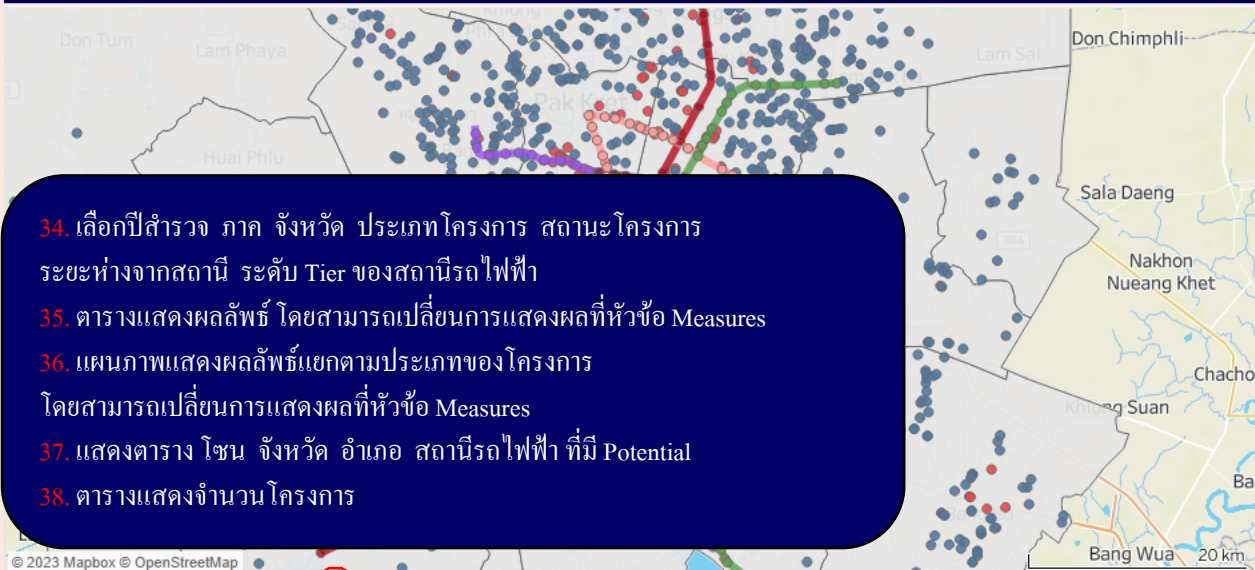 Don Tum
Lam Phaya
Lam Sai
Don Chimphli
Pak Kret
Huai Phlu
Sala Daeng
304
Nakhon
Nueang Khet
34. เลือกปีสำรวจ ภาค จังหวัด ประเภทโครงการ สถานะโครงการ
ระยะห่างจากสถานี ระดับ Tier ของสถานีรถไฟฟ้า
35. ตารางแสดงผลลัพธ์ โดยสามารถเปลี่ยนการแสดงผลที่หัวข้อ Measures
36. แผนภาพแสดงผลลัพธ์แยกตามประเภทของโครงการ
โดยสามารถเปลี่ยนการแสดงผลที่หัวข้อ Measures
37. แสดงตาราง โซน จังหวัด อำเภอ สถานีรถไฟฟ้า ที่มี Potential
38. ตารางแสดงจำนวนโครงการ
Chacho
Khlong Suan
Ba
Bang Wua
20 km
© 2023 Mapbox © OpenStreetMap